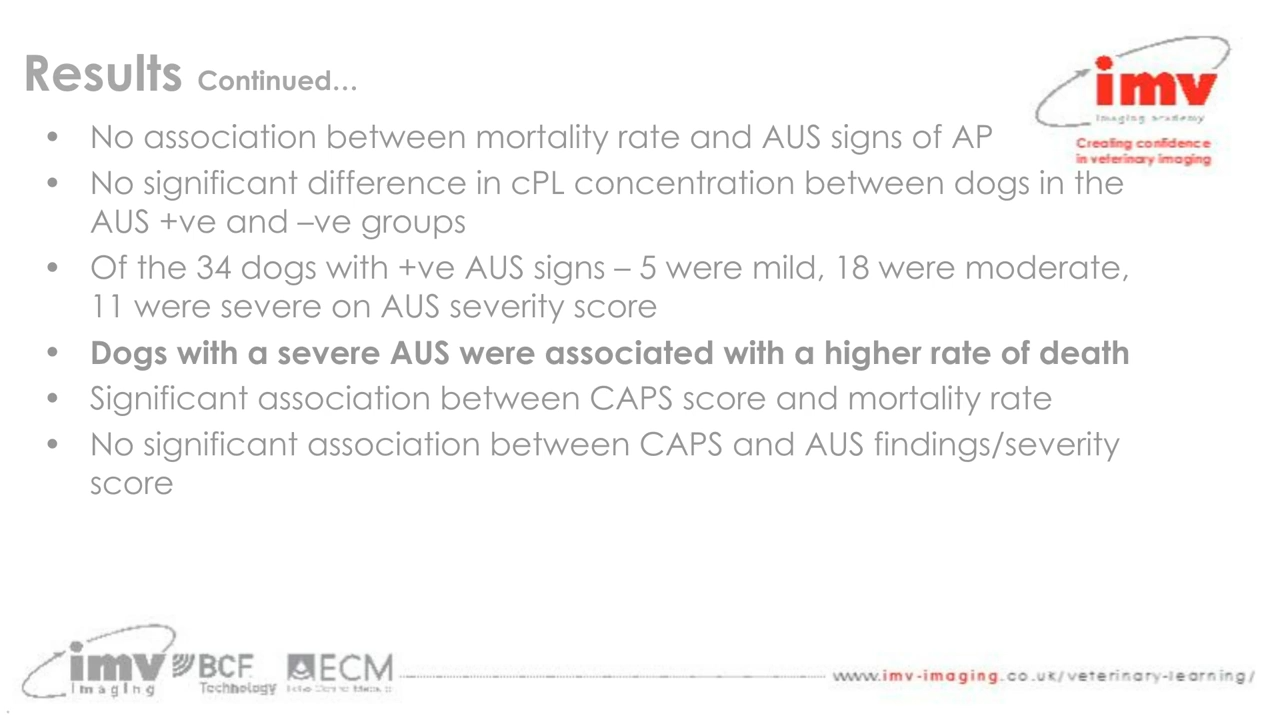 Results Continued...
imv
imaging academy
Creating confidence
in veterinary imaging
• No association between mortality rate and AUS signs of AP
• No significant difference in cPL concentration between dogs in the
AUS +ve and –ve groups
• Of the 34 dogs with +ve AUS signs – 5 were mild, 18 were moderate,
11 were severe on AUS severity score
• Dogs with a severe AUS were associated with a higher rate of death
• Significant association between CAPS score and mortality rate
• No significant association between CAPS and AUS findings/severity
score
imv
imaging
BCF
Technology
ECM
www.imv-imaging.co.uk/veterinary-learning/